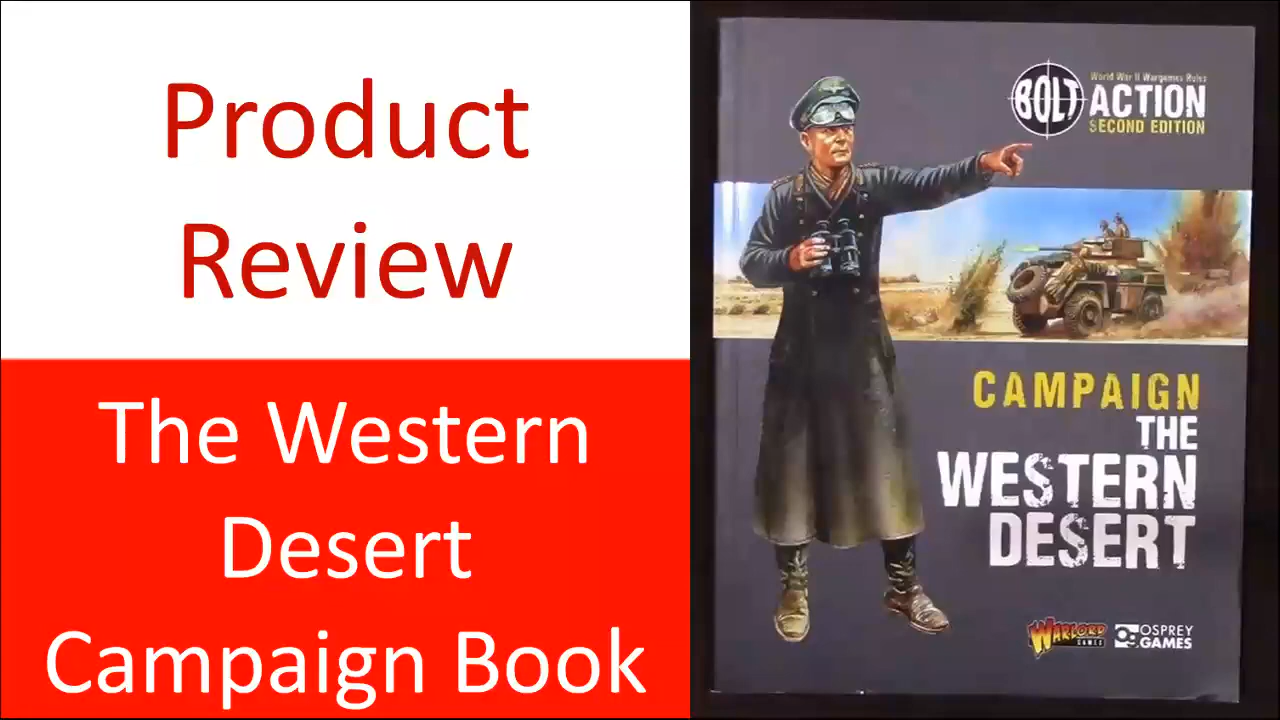 Product
Review
The Western
Desert
Campaign Book
World War II Wargames Rules
BOLT ACTION
SECOND EDITION
CAMPAIGN
THE
WESTERN
DESERT
WARLORD
GAMES
OG OSPREY
GAMES